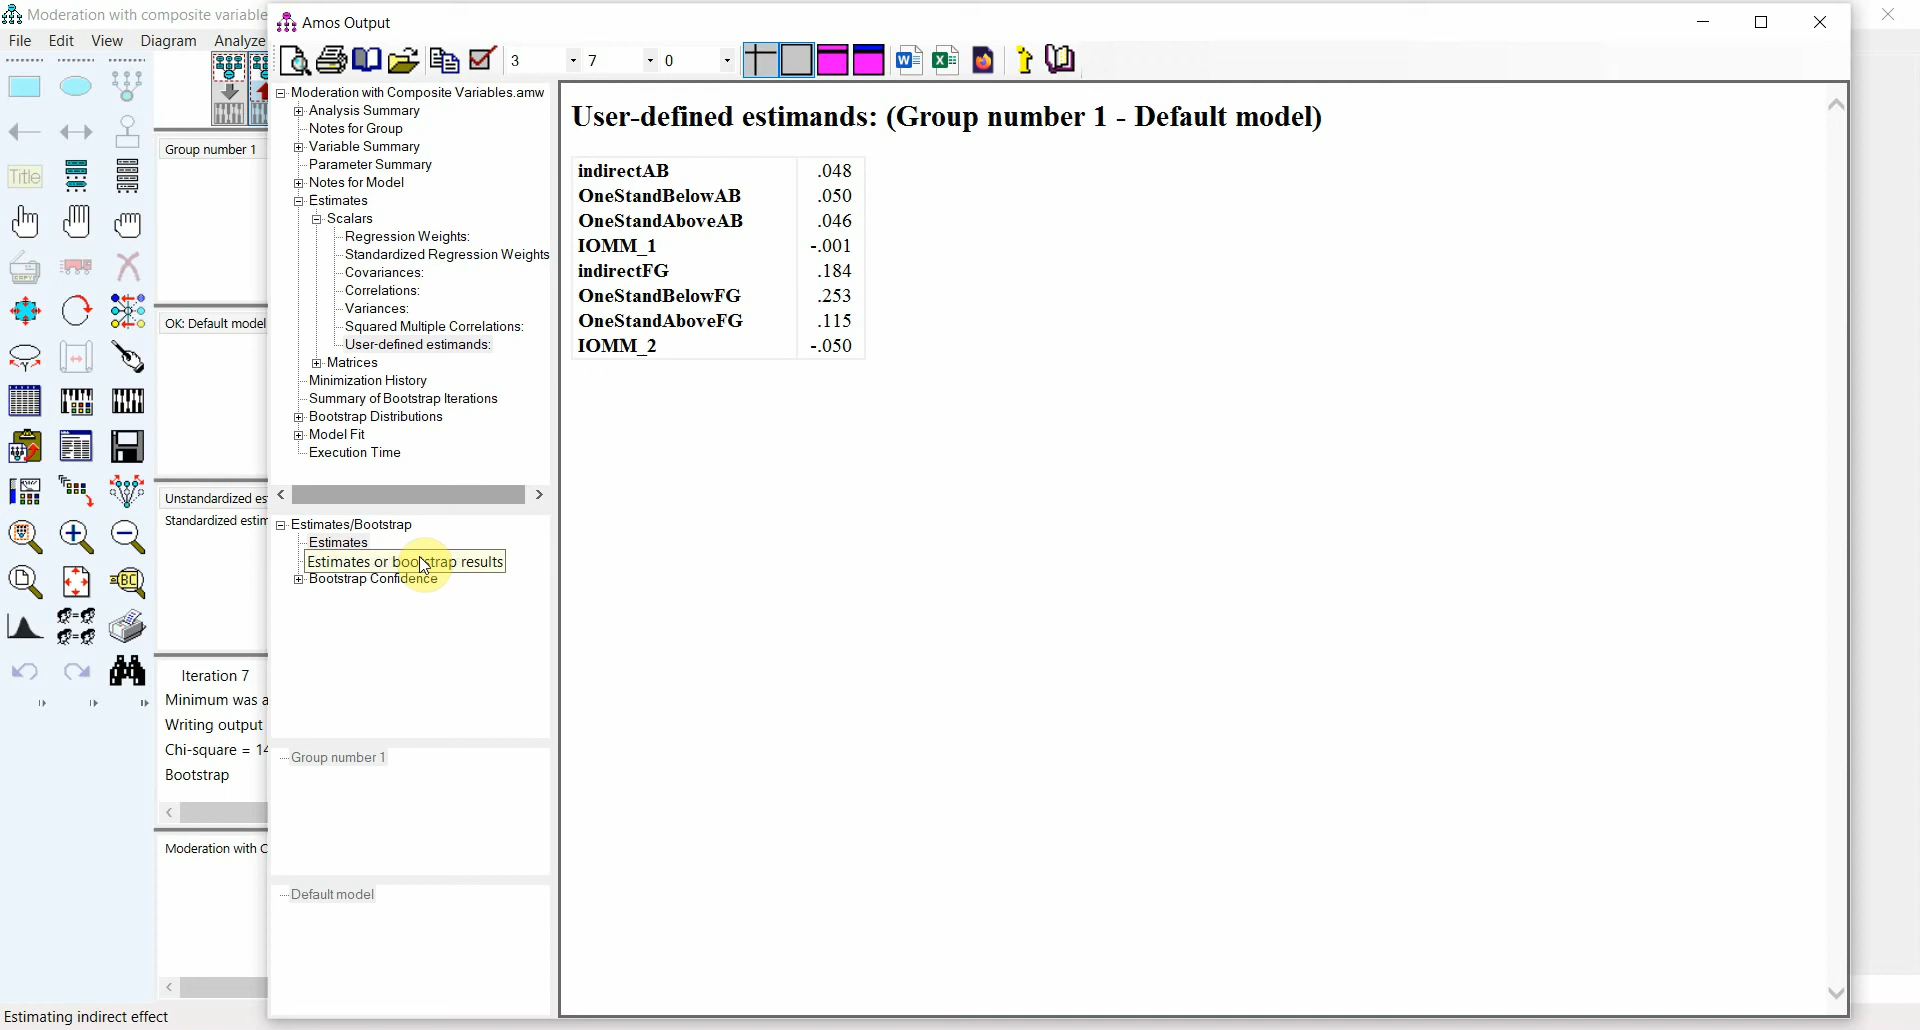 Moderation with composite variable
File Edit View Diagram Analyze
Title
Group number 1
OK: Default model
Unstandardized es
Standardized estim
Iteration 7
Minimum was a
Writing output
Chi-square = 14
Bootstrap
Moderation with C
Estimating indirect effect
Amos Output
3 7 0
Moderation with Composite Variables.amw
Analysis Summary
Notes for Group
Variable Summary
Parameter Summary
Notes for Model
Estimates
Scalars
Regression Weights:
Standardized Regression Weights
Covariances:
Correlations:
Variances:
Squared Multiple Correlations:
User-defined estimands:
Matrices
Minimization History
Summary of Bootstrap Iterations
Bootstrap Distributions
Model Fit
Execution Time
Estimates/Bootstrap
Estimates
Estimates or bootstrap results
Bootstrap Confidence
Group number 1
Default model
User-defined estimands: (Group number 1 - Default model)
indirectAB .048
OneStandBelowAB .050
OneStandAboveAB .046
IOMM_1 -.001
indirectFG .184
OneStandBelowFG .253
OneStandAboveFG .115
IOMM_2 -.050